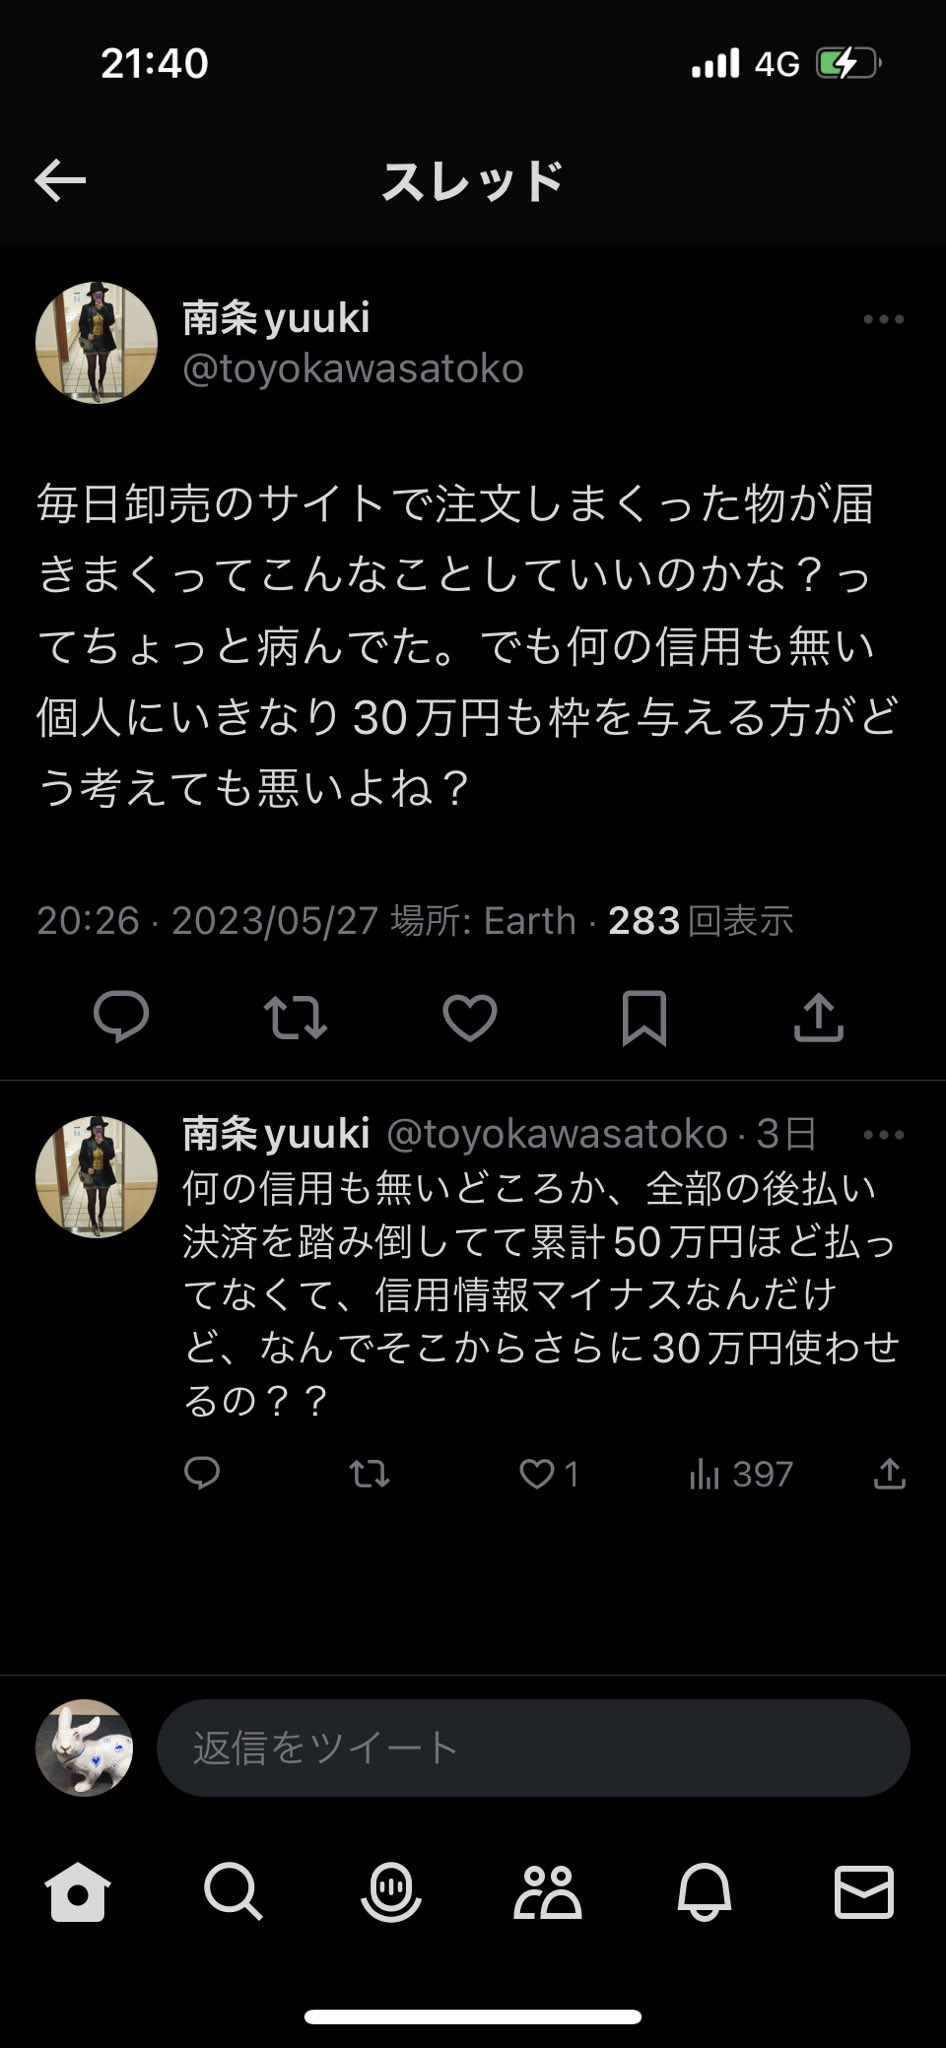 21:40
4G
スレッド
南条yuuki
@toyokawasatoko
毎日卸売のサイトで注文しまくった物が届
きまくってこんなことしていいのかな？っ
てちょっと病んでた。でも何の信用も無い
個人にいきなり30万円も枠を与える方がど
う考えても悪いよね？
20:26 · 2023/05/27 場所: Earth · 283回表示
南条yuuki @toyokawasatoko · 3日
何の信用も無いどころか、全部の後払い
決済を踏み倒してて累計50万円ほど払っ
てなくて、信用情報マイナスなんだけ
ど、なんでそこからさらに30万円使わせ
るの？？
1
397
返信をツイート